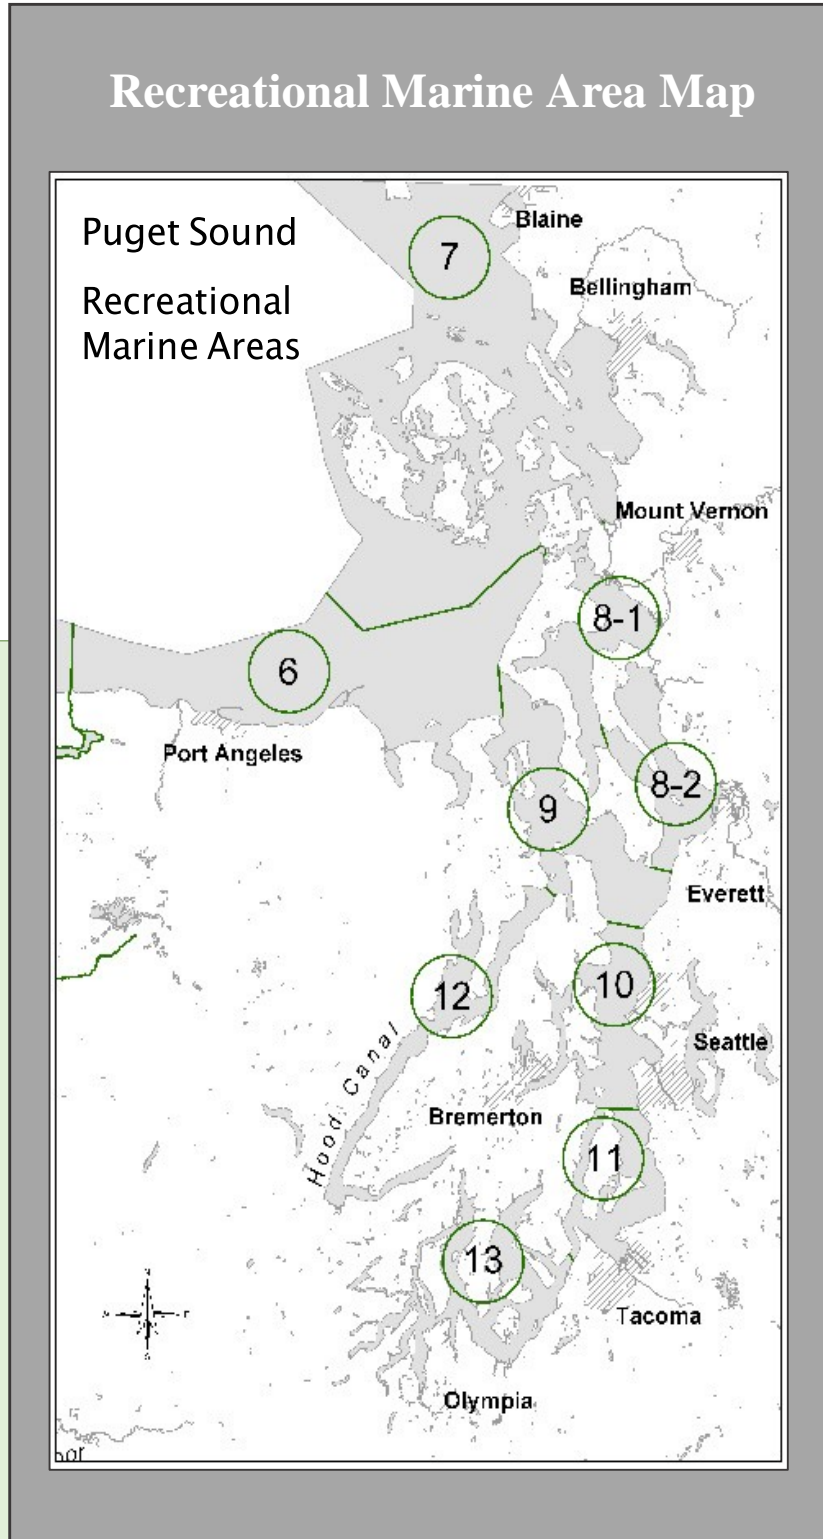 Recreational Marine Area Map
Puget Sound
Recreational
Marine Areas
Blaine
7
Bellingham
Mount Vernon
8-1
6
Port Angeles
8-2
9
Everett
12
10
Seattle
Hood Canal
Bremerton
11
13
Tacoma
Olympia